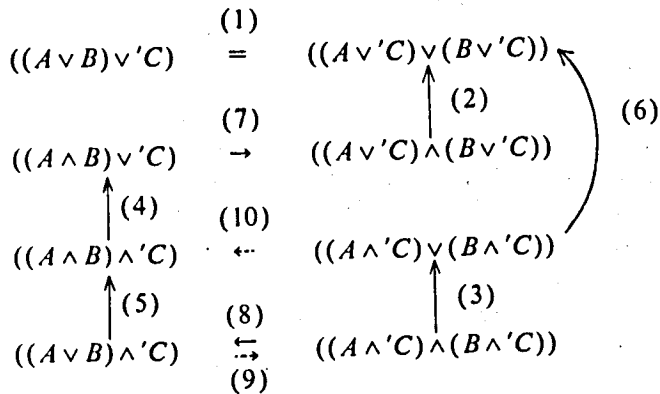 (1)
((A ∨ B) ∨ 'C) = ((A ∨ 'C) ∨ (B ∨ 'C))
(2) (6)
(7)
((A ∧ B) ∨ 'C) → ((A ∨ 'C) ∧ (B ∨ 'C))
(4)
(10)
((A ∧ B) ∧ 'C) ⇠ ((A ∧ 'C) ∨ (B ∧ 'C))
(5) (3)
(8)
((A ∨ B) ∧ 'C) ← ⇢ ((A ∧ 'C) ∧ (B ∧ 'C))
(9)